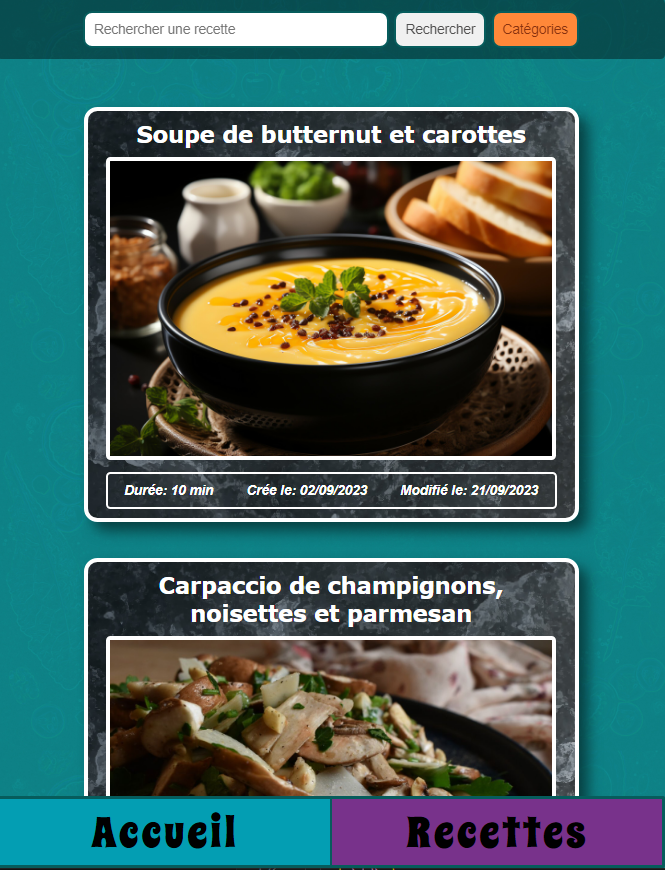 Rechercher une recette
Rechercher
Catégories
Soupe de butternut et carottes
Durée: 10 min
Crée le: 02/09/2023
Modifié le: 21/09/2023
Carpaccio de champignons,
noisettes et parmesan
Accueil
Recettes